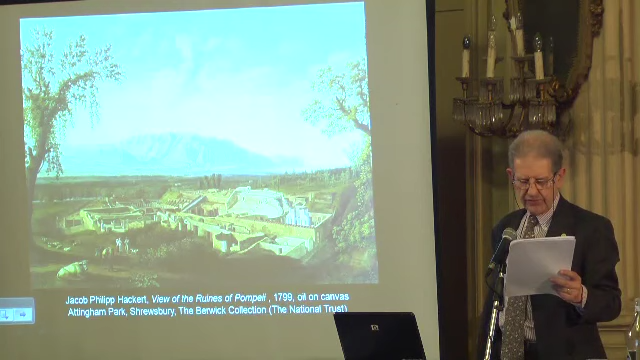 Jacob Philipp Hackert, View of the Ruines of Pompeii , 1799, oil on canvas
Attingham Park, Shrewsbury, The Berwick Collection (The National Trust)
hp